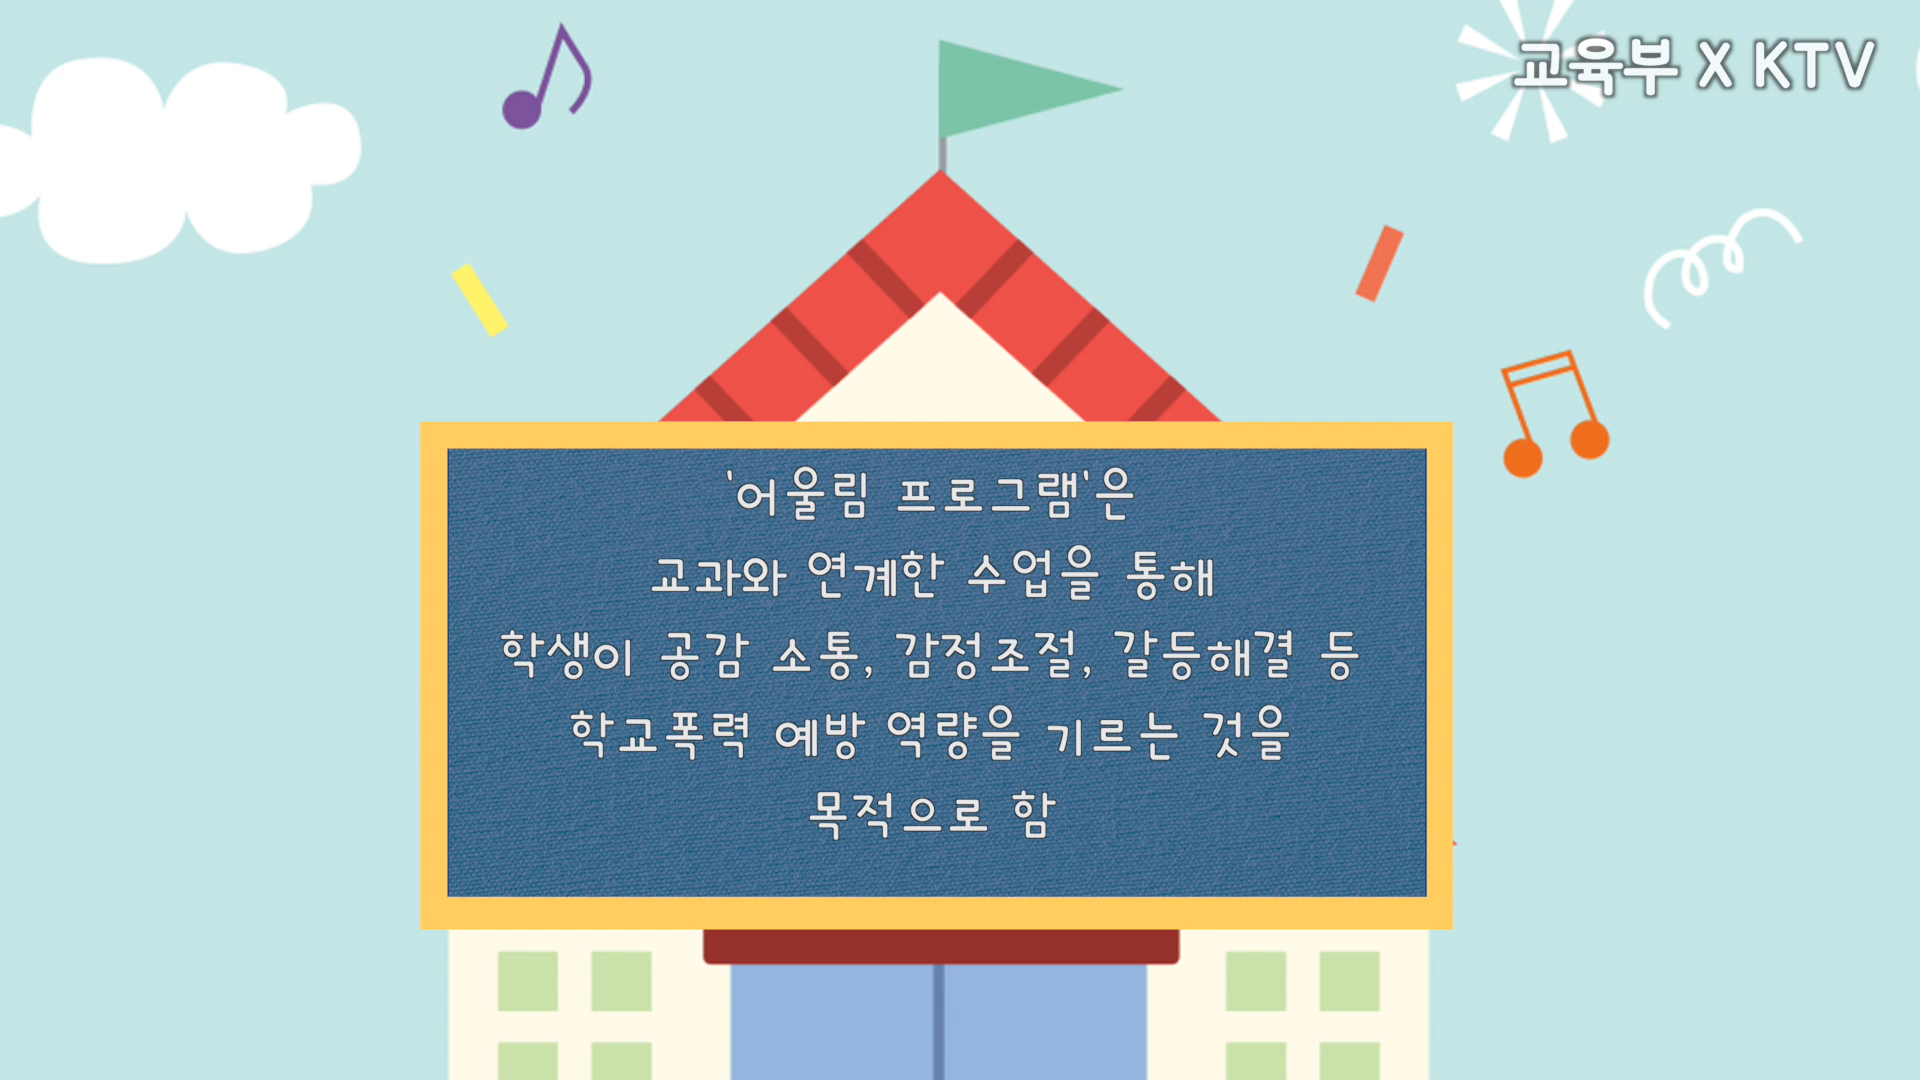 교육부 X KTV
'어울림 프로그램'은
교과와 연계한 수업을 통해
학생이 공감 소통, 감정조절, 갈등해결 등
학교폭력 예방 역량을 기르는 것을
목적으로 함